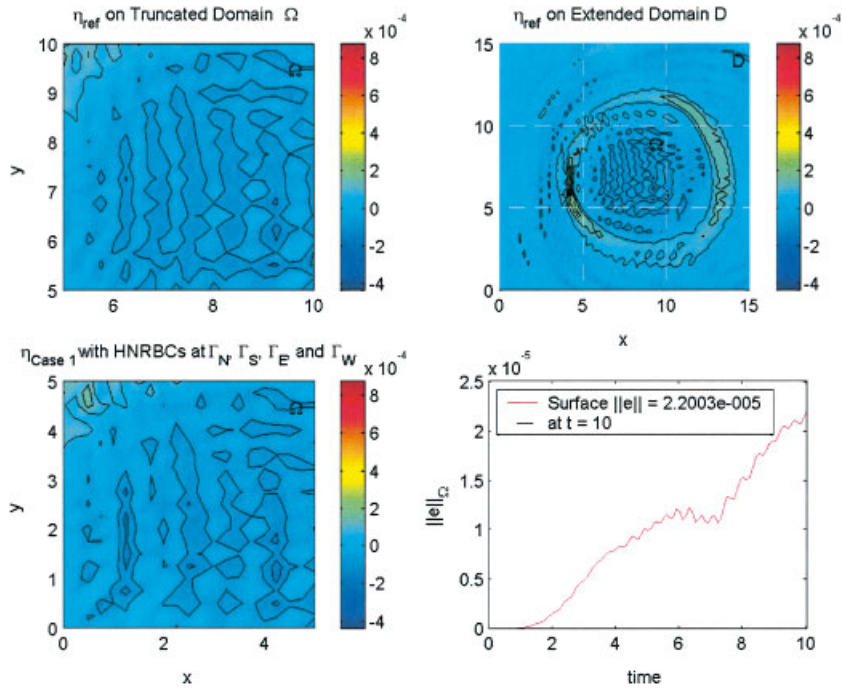 η_ref on Truncated Domain Ω
x 10^-4
10
9
8
7
6
5
y
6 8 10
Ω
8
6
4
2
0
-2
-4
η_ref on Extended Domain D
x 10^-4
15
10
5
0
0 5 10 15
x
D
Ω
8
6
4
2
0
-2
-4
η_Case 1 with HNRBCs at Γ_N, Γ_S, Γ_E and Γ_W
x 10^-4
5
4
3
2
1
0
y
0 2 4
x
Ω
8
6
4
2
0
-2
-4
x 10^-5
2.5
2
1.5
1
0.5
0
||e||_Ω
0 2 4 6 8 10
time
Surface ||e|| = 2.2003e-005
at t = 10